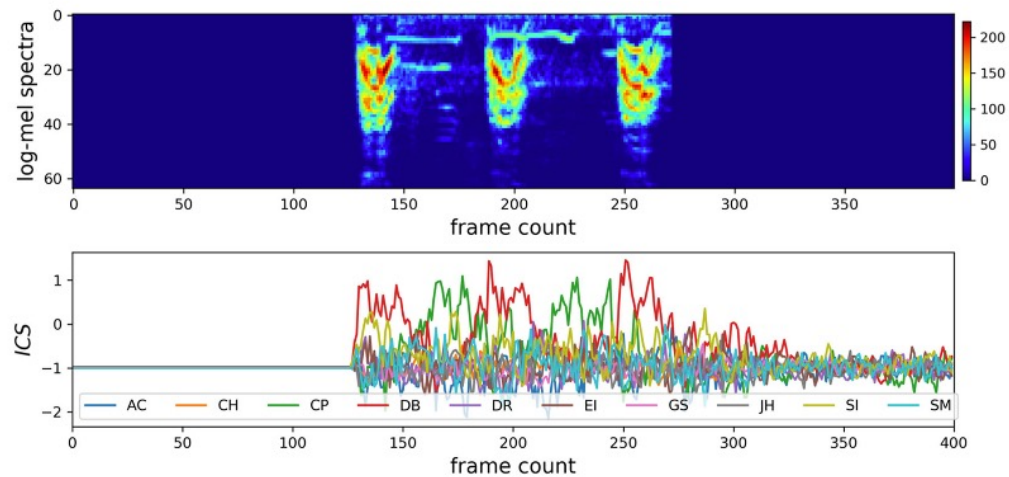 0
20
40
60
log-mel spectra
0 50 100 150 200 250 300 350
frame count
200
150
100
50
0
1
0
−1
−2
ICS
AC CH CP DB DR EI GS JH SI SM
0 50 100 150 200 250 300 350 400
frame count